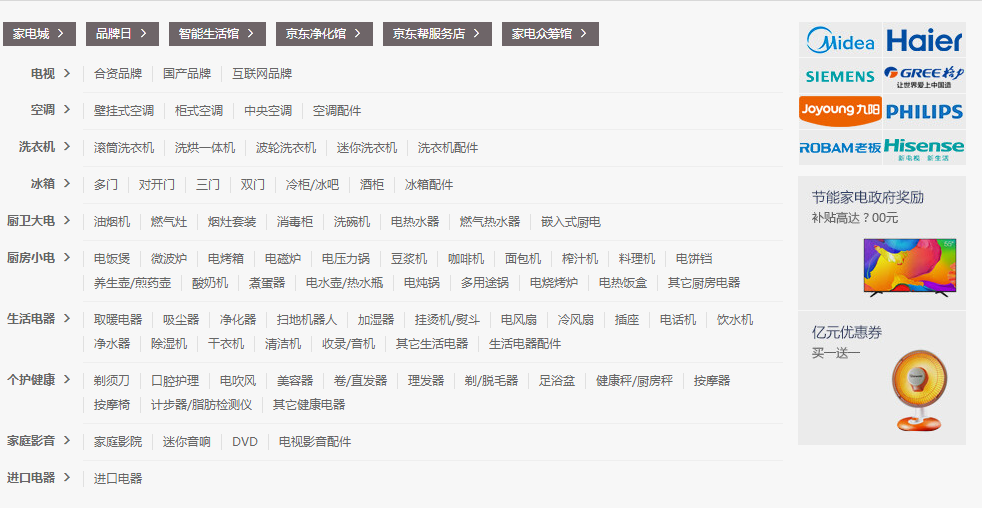 家电城 品牌日 智能生活馆 京东净化馆 京东帮服务店 家电众筹馆
电视 合资品牌 国产品牌 互联网品牌
空调 壁挂式空调 柜式空调 中央空调 空调配件
洗衣机 滚筒洗衣机 洗烘一体机 波轮洗衣机 迷你洗衣机 洗衣机配件
冰箱 多门 对开门 三门 双门 冷柜/冰吧 酒柜 冰箱配件
厨卫大电 油烟机 燃气灶 烟灶套装 消毒柜 洗碗机 电热水器 燃气热水器 嵌入式厨电
厨房小电 电饭煲 微波炉 电烤箱 电磁炉 电压力锅 豆浆机 咖啡机 面包机 榨汁机 料理机 电饼铛
养生壶/煎药壶 酸奶机 煮蛋器 电水壶/热水瓶 电炖锅 多用途锅 电烧烤炉 电热饭盒 其它厨房电器
生活电器 取暖电器 吸尘器 净化器 扫地机器人 加湿器 挂烫机/熨斗 电风扇 冷风扇 插座 电话机 饮水机
净水器 除湿机 干衣机 清洁机 收录/音机 其它生活电器 生活电器配件
个护健康 剃须刀 口腔护理 电吹风 美容器 卷/直发器 理发器 剃/脱毛器 足浴盆 健康秤/厨房秤 按摩器
按摩椅 计步器/脂肪检测仪 其它健康电器
家庭影音 家庭影院 迷你音响 DVD 电视影音配件
进口电器 进口电器
Midea Haier
SIEMENS GREE格力
让世界爱上中国造
Joyoung九阳 PHILIPS
ROBAM老板 Hisense
新电视 新生活
节能家电政府奖励
补贴高达？00元
亿元优惠券
买一送一